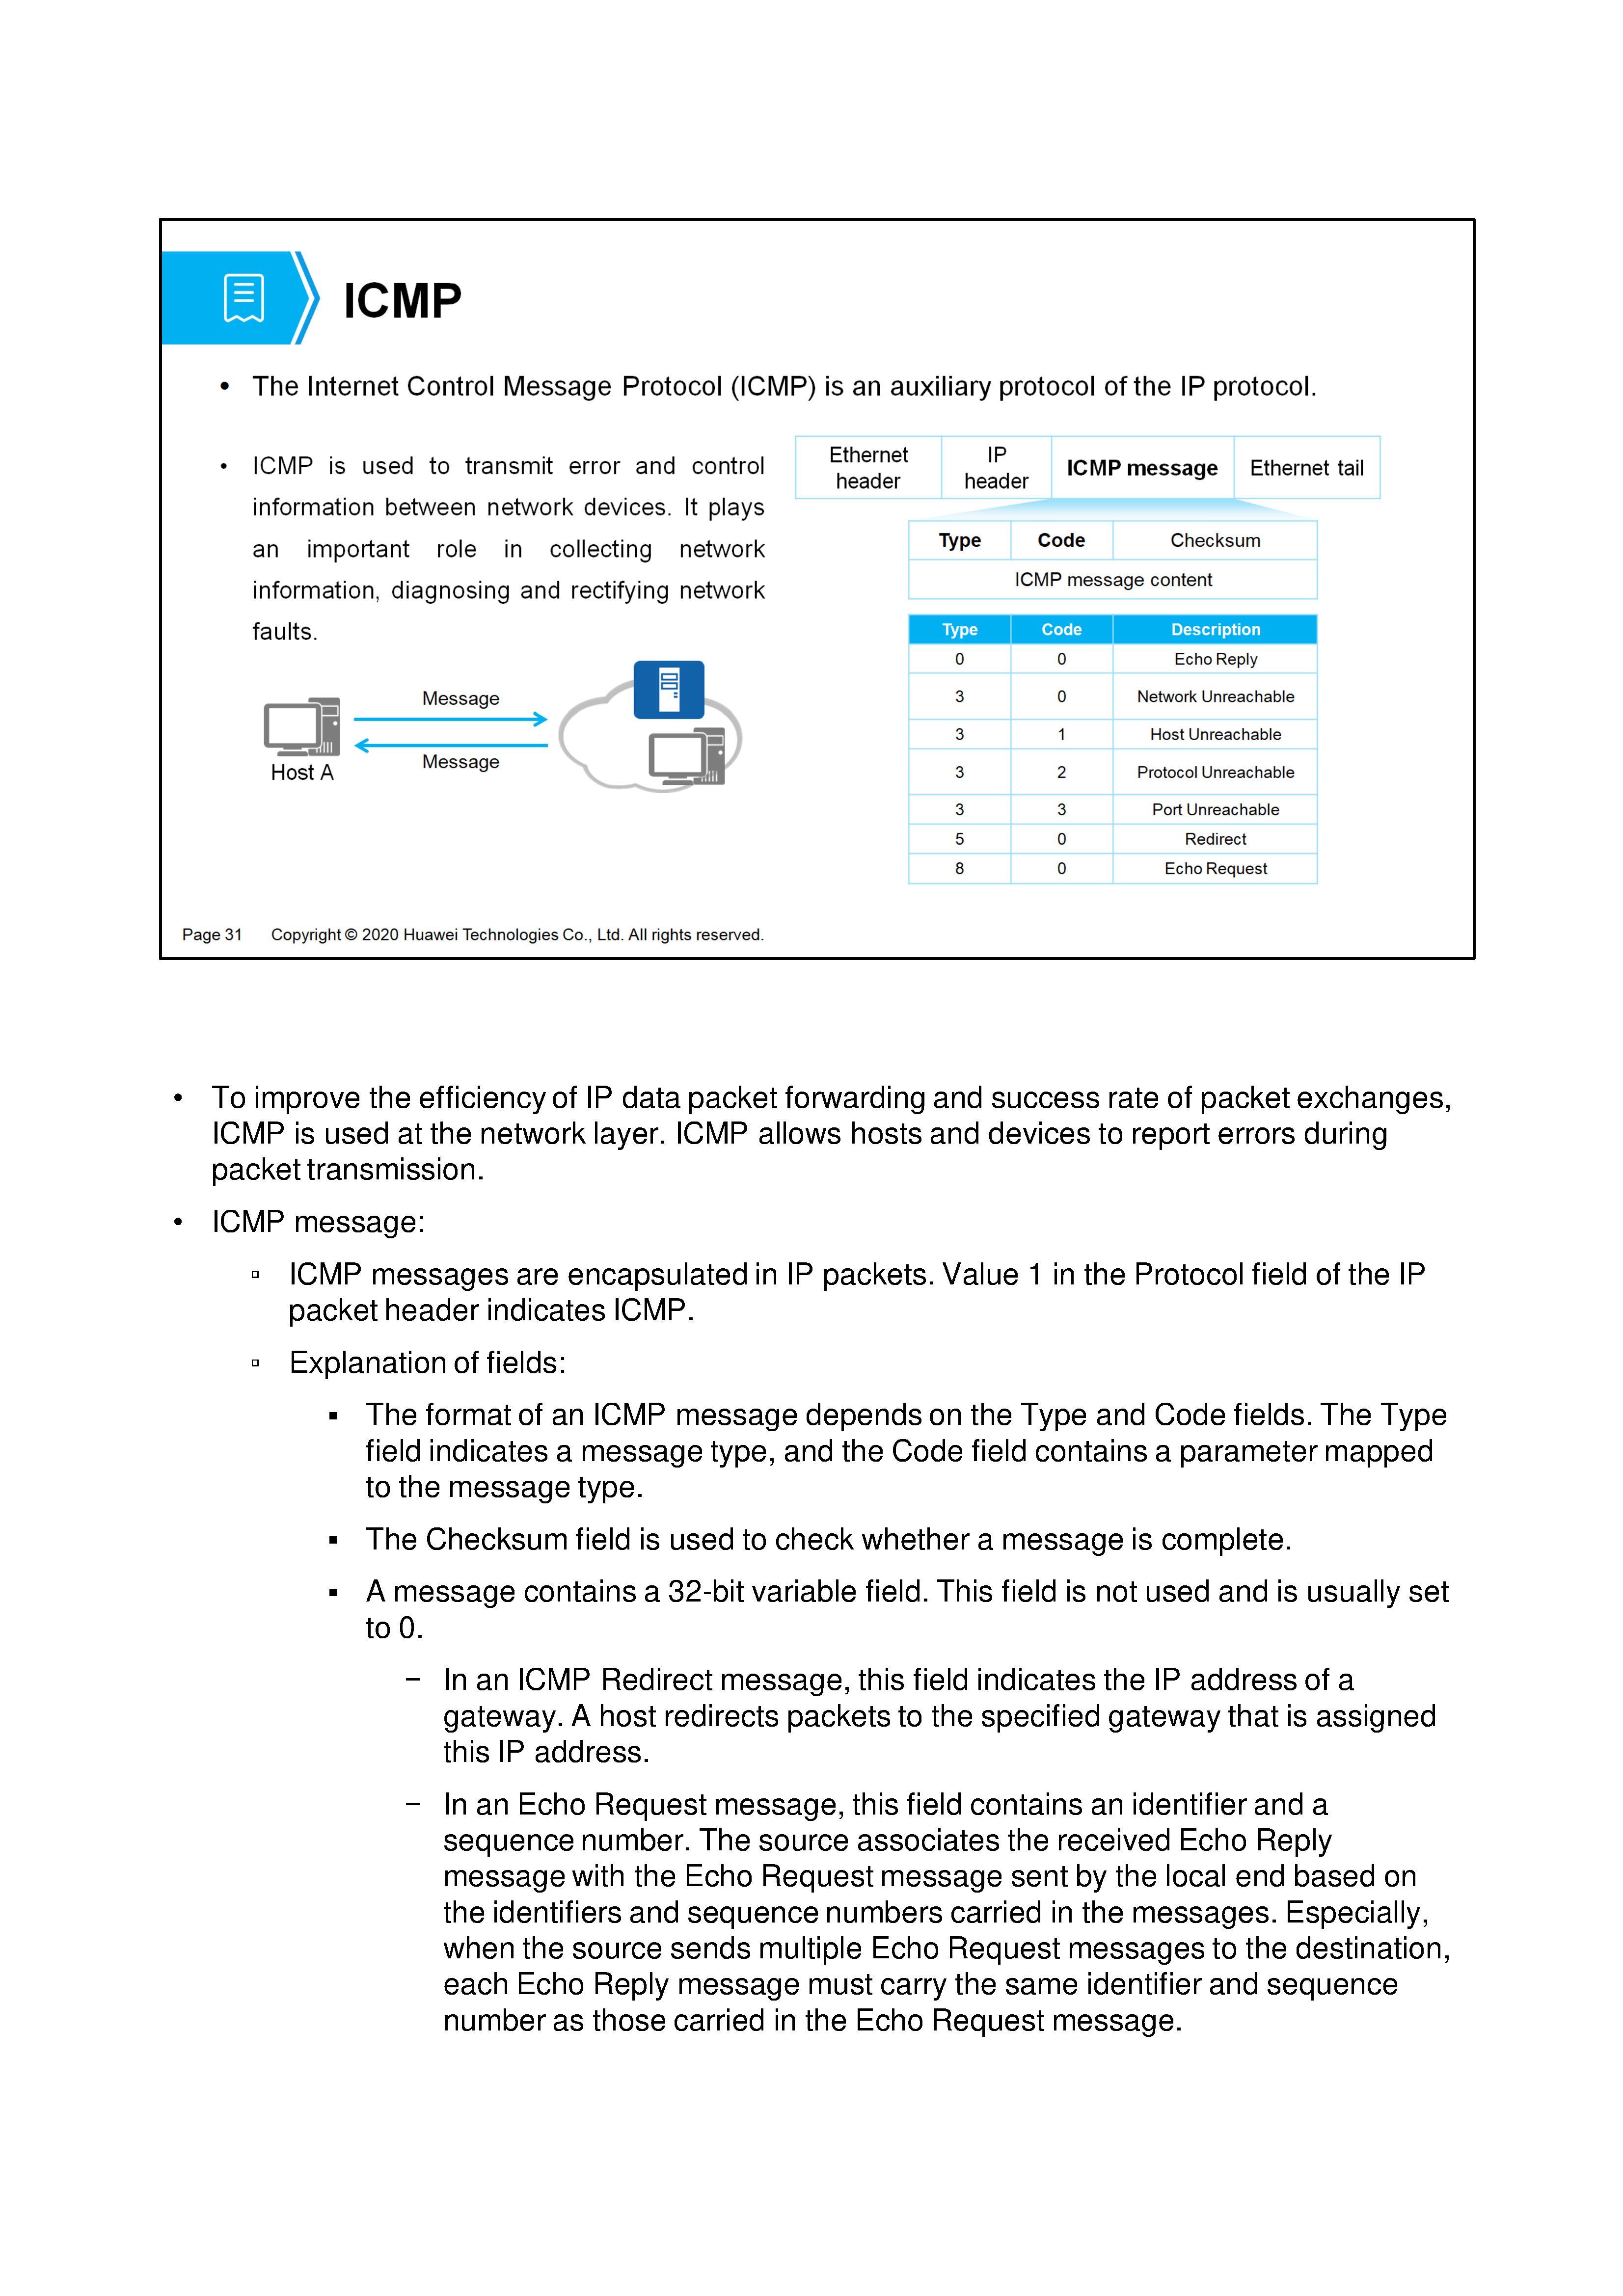 ICMP
• The Internet Control Message Protocol (ICMP) is an auxiliary protocol of the IP protocol.
• ICMP is used to transmit error and control
information between network devices. It plays
an important role in collecting network
information, diagnosing and rectifying network
faults.
Message
Message
Host A
Ethernet header IP header ICMP message Ethernet tail
Type Code Checksum
ICMP message content
Type Code Description
0 0 Echo Reply
3 0 Network Unreachable
3 1 Host Unreachable
3 2 Protocol Unreachable
3 3 Port Unreachable
5 0 Redirect
8 0 Echo Request
Page 31 Copyright © 2020 Huawei Technologies Co., Ltd. All rights reserved.
• To improve the efficiency of IP data packet forwarding and success rate of packet exchanges,
ICMP is used at the network layer. ICMP allows hosts and devices to report errors during
packet transmission.
• ICMP message:
▫ ICMP messages are encapsulated in IP packets. Value 1 in the Protocol field of the IP
packet header indicates ICMP.
▫ Explanation of fields:
▪ The format of an ICMP message depends on the Type and Code fields. The Type
field indicates a message type, and the Code field contains a parameter mapped
to the message type.
▪ The Checksum field is used to check whether a message is complete.
▪ A message contains a 32-bit variable field. This field is not used and is usually set
to 0.
− In an ICMP Redirect message, this field indicates the IP address of a
gateway. A host redirects packets to the specified gateway that is assigned
this IP address.
− In an Echo Request message, this field contains an identifier and a
sequence number. The source associates the received Echo Reply
message with the Echo Request message sent by the local end based on
the identifiers and sequence numbers carried in the messages. Especially,
when the source sends multiple Echo Request messages to the destination,
each Echo Reply message must carry the same identifier and sequence
number as those carried in the Echo Request message.